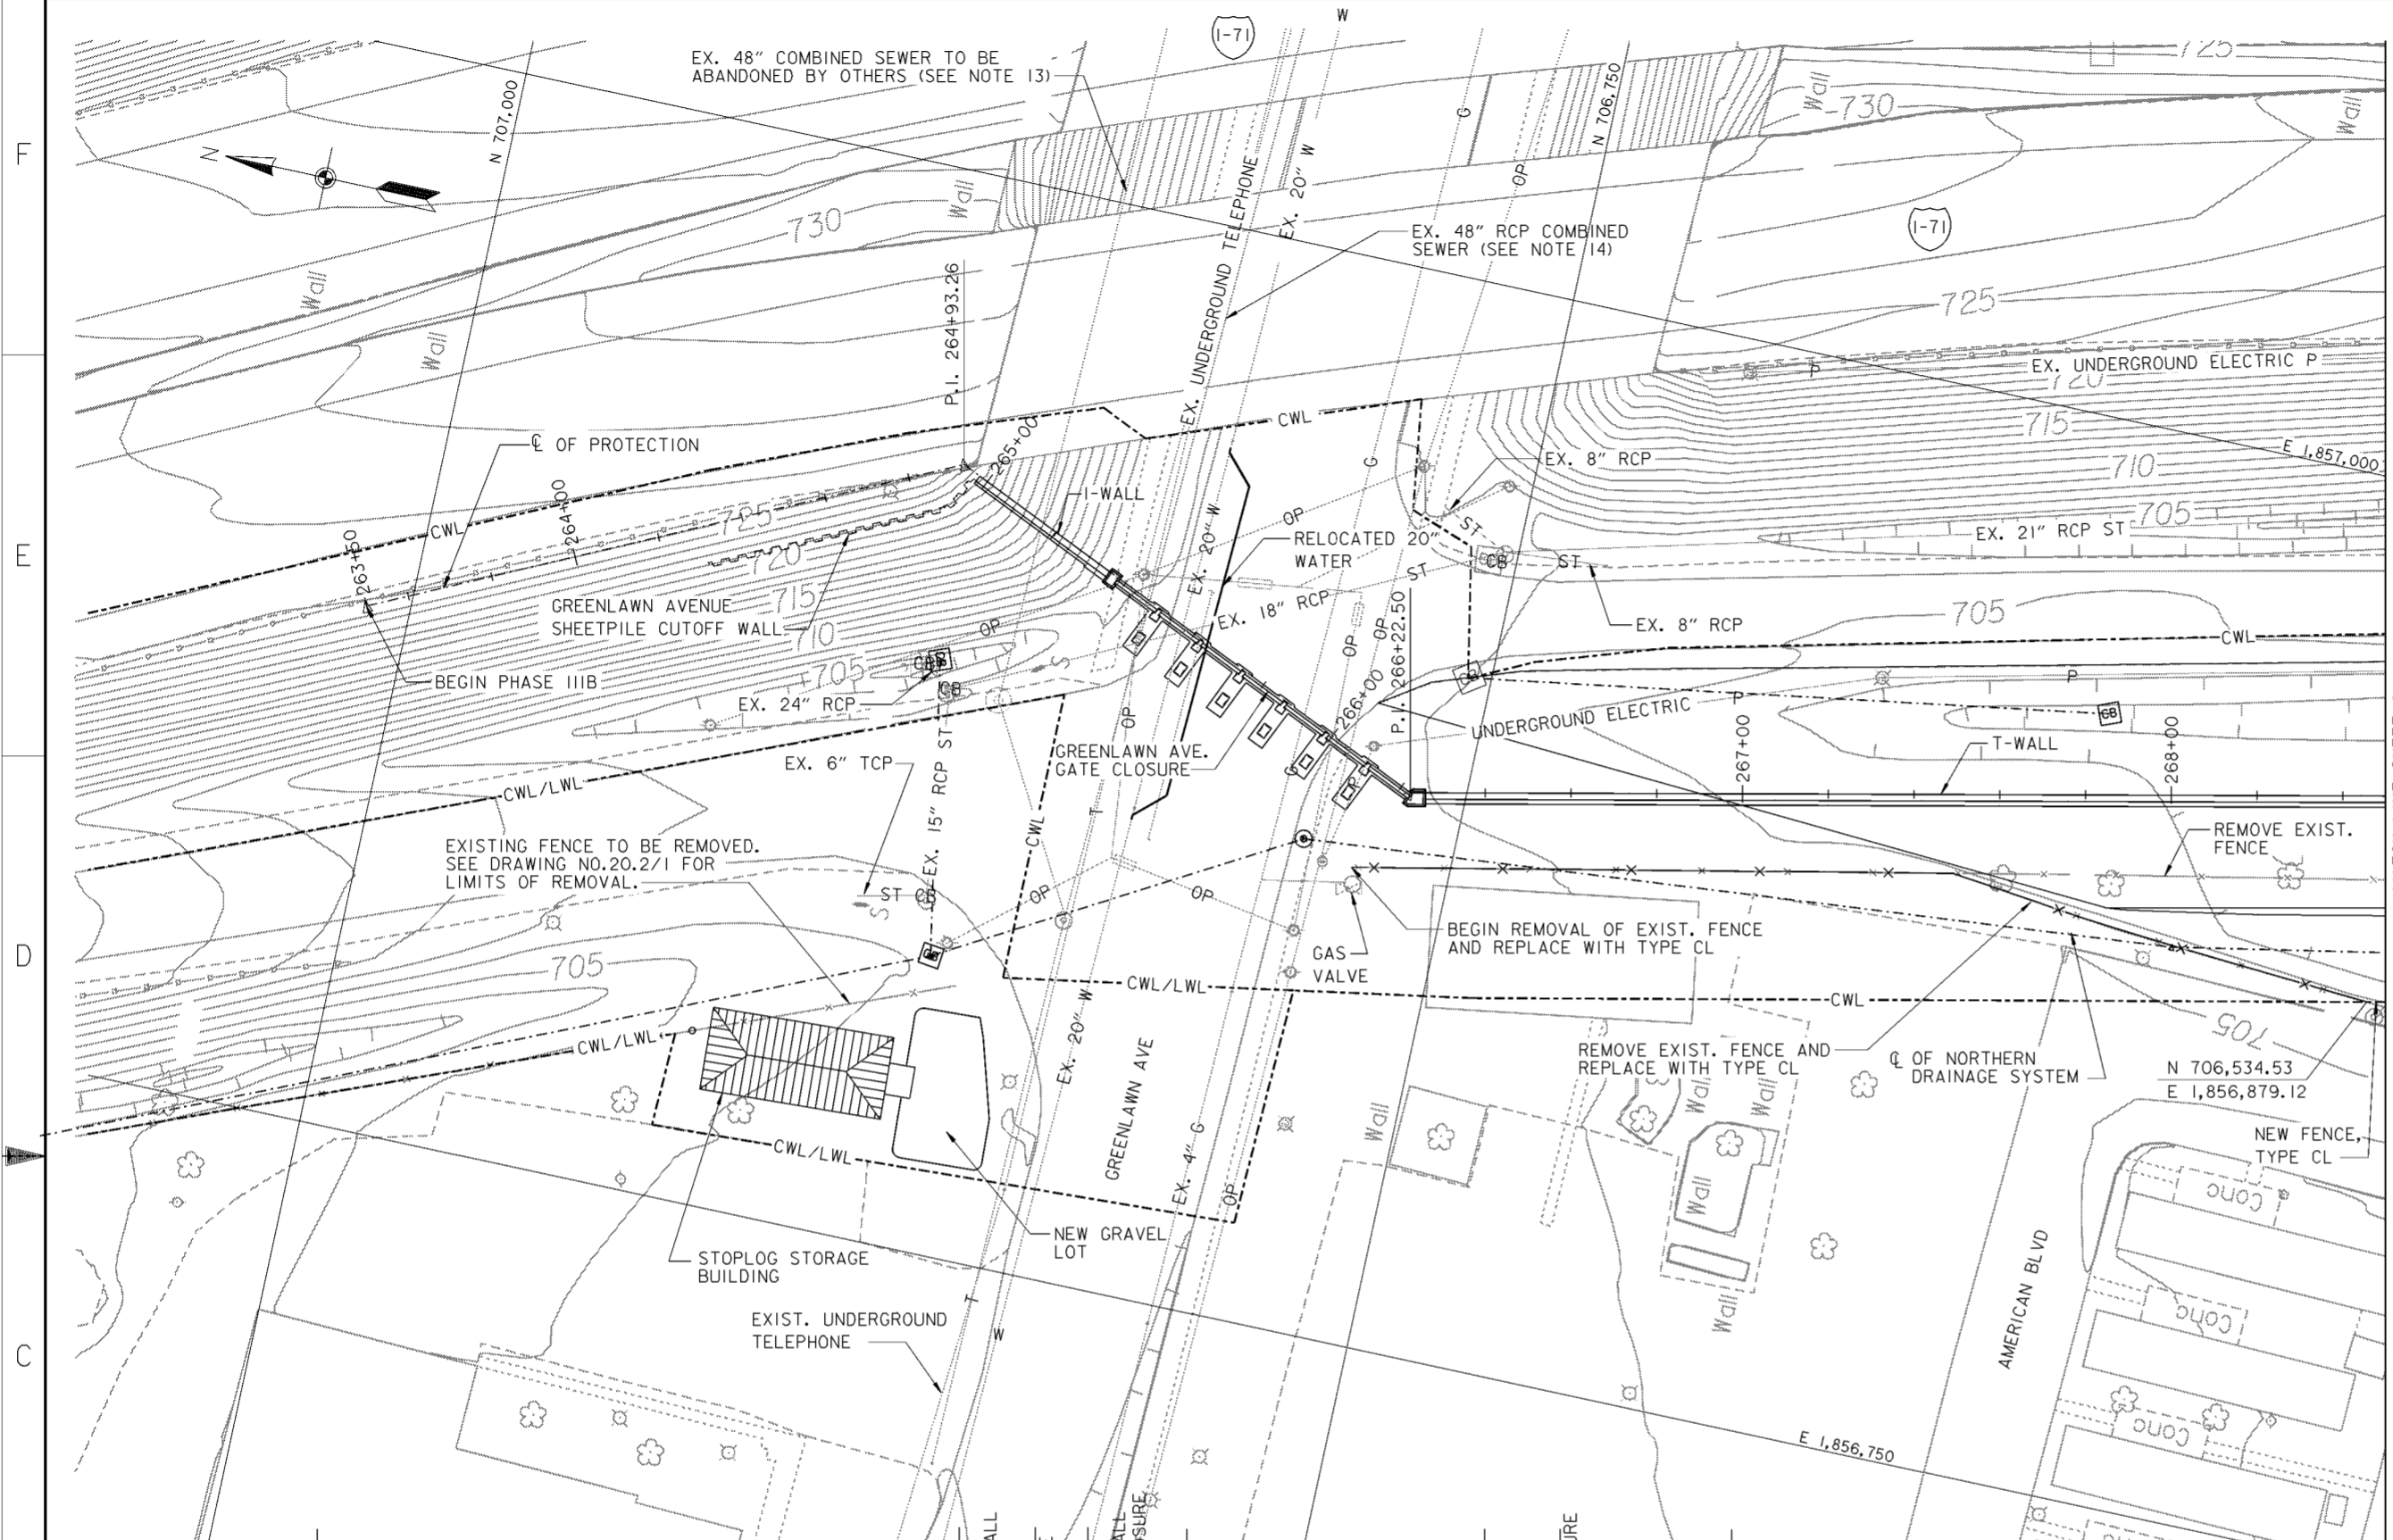 W
I-71
EX. 48" COMBINED SEWER TO BE
ABANDONED BY OTHERS (SEE NOTE 13)
725
N 706,750
Wall
730
Wall
G
F
N 707,000
N
OP
Wall
730
EX. UNDERGROUND TELEPHONE
EX. 20" W
EX. 48" RCP COMBINED
SEWER (SEE NOTE 14)
I-71
Wall
Wall
P.I. 264+93.26
725
EX. UNDERGROUND ELECTRIC P
P
720
715
710
E 1,857,000
℄ OF PROTECTION
265+00
CWL
G
EX. 8" RCP
I-WALL
264+00
725
CWL
OP
EX. 20" W
ST
705
EX. 21" RCP ST
E
263+50
720
RELOCATED 20"
WATER
ST
CB
ST
GREENLAWN AVENUE
SHEETPILE CUTOFF WALL
715
710
EX. 18" RCP
P.I. 266+22.50
EX. 8" RCP
705
CWL
OP
OP
OP
CB
S
BEGIN PHASE IIIB
705
CB
EX. 24" RCP
266+00
CB
P
P
CB
UNDERGROUND ELECTRIC
OP
GREENLAWN AVE.
GATE CLOSURE
267+00
T-WALL
268+00
EX. 6" TCP
EX. 15" RCP ST
G
P
CWL/LWL
T
CWL
REMOVE EXIST.
FENCE
EXISTING FENCE TO BE REMOVED.
SEE DRAWING NO.20.2/1 FOR
LIMITS OF REMOVAL.
ST
CB
S
OP
OP
BEGIN REMOVAL OF EXIST. FENCE
AND REPLACE WITH TYPE CL
GAS
VALVE
D
CB
705
CWL/LWL
CWL
EX. 20" W
705
CWL/LWL
REMOVE EXIST. FENCE AND
REPLACE WITH TYPE CL
℄ OF NORTHERN
DRAINAGE SYSTEM
N 706,534.53
E 1,856,879.12
GREENLAWN AVE
Wall
Wall
Wall
NEW FENCE,
TYPE CL
CWL/LWL
EX. 4" G
OP
Wall
Conc
NEW GRAVEL
LOT
STOPLOG STORAGE
BUILDING
T
W
Wall
AMERICAN BLVD
Conc
EXIST. UNDERGROUND
TELEPHONE
C
Conc
E 1,856,750